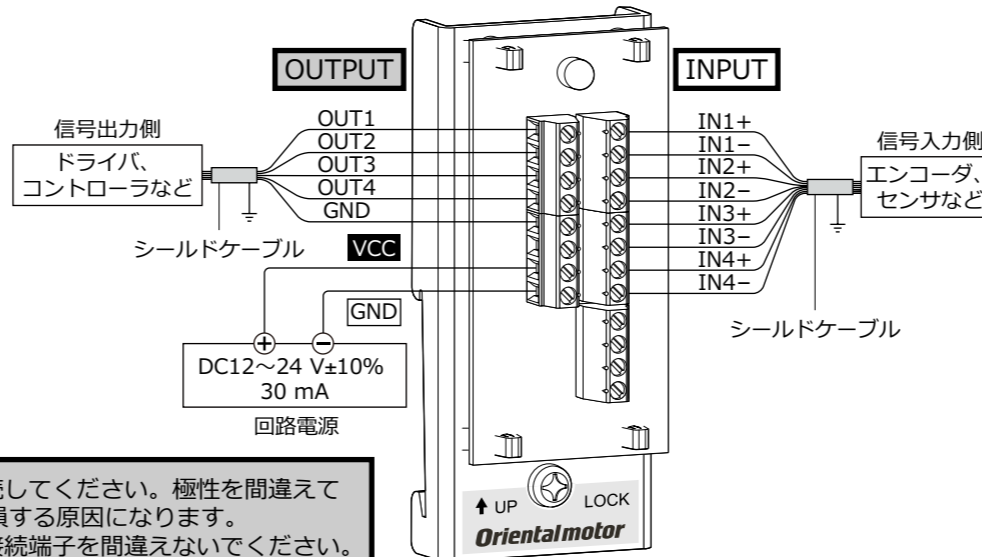 OUTPUT
INPUT
信号出力側
ドライバ、
コントローラなど
シールドケーブル
OUT1
OUT2
OUT3
OUT4
GND
VCC
GND
DC12～24 V±10%
30 mA
回路電源
IN1+
IN1−
IN2+
IN2−
IN3+
IN3−
IN4+
IN4−
信号入力側
エンコーダ、
センサなど
シールドケーブル
UP
LOCK
Orientalmotor
してください。極性を間違えて
する原因になります。
続端子を間違えないでください。